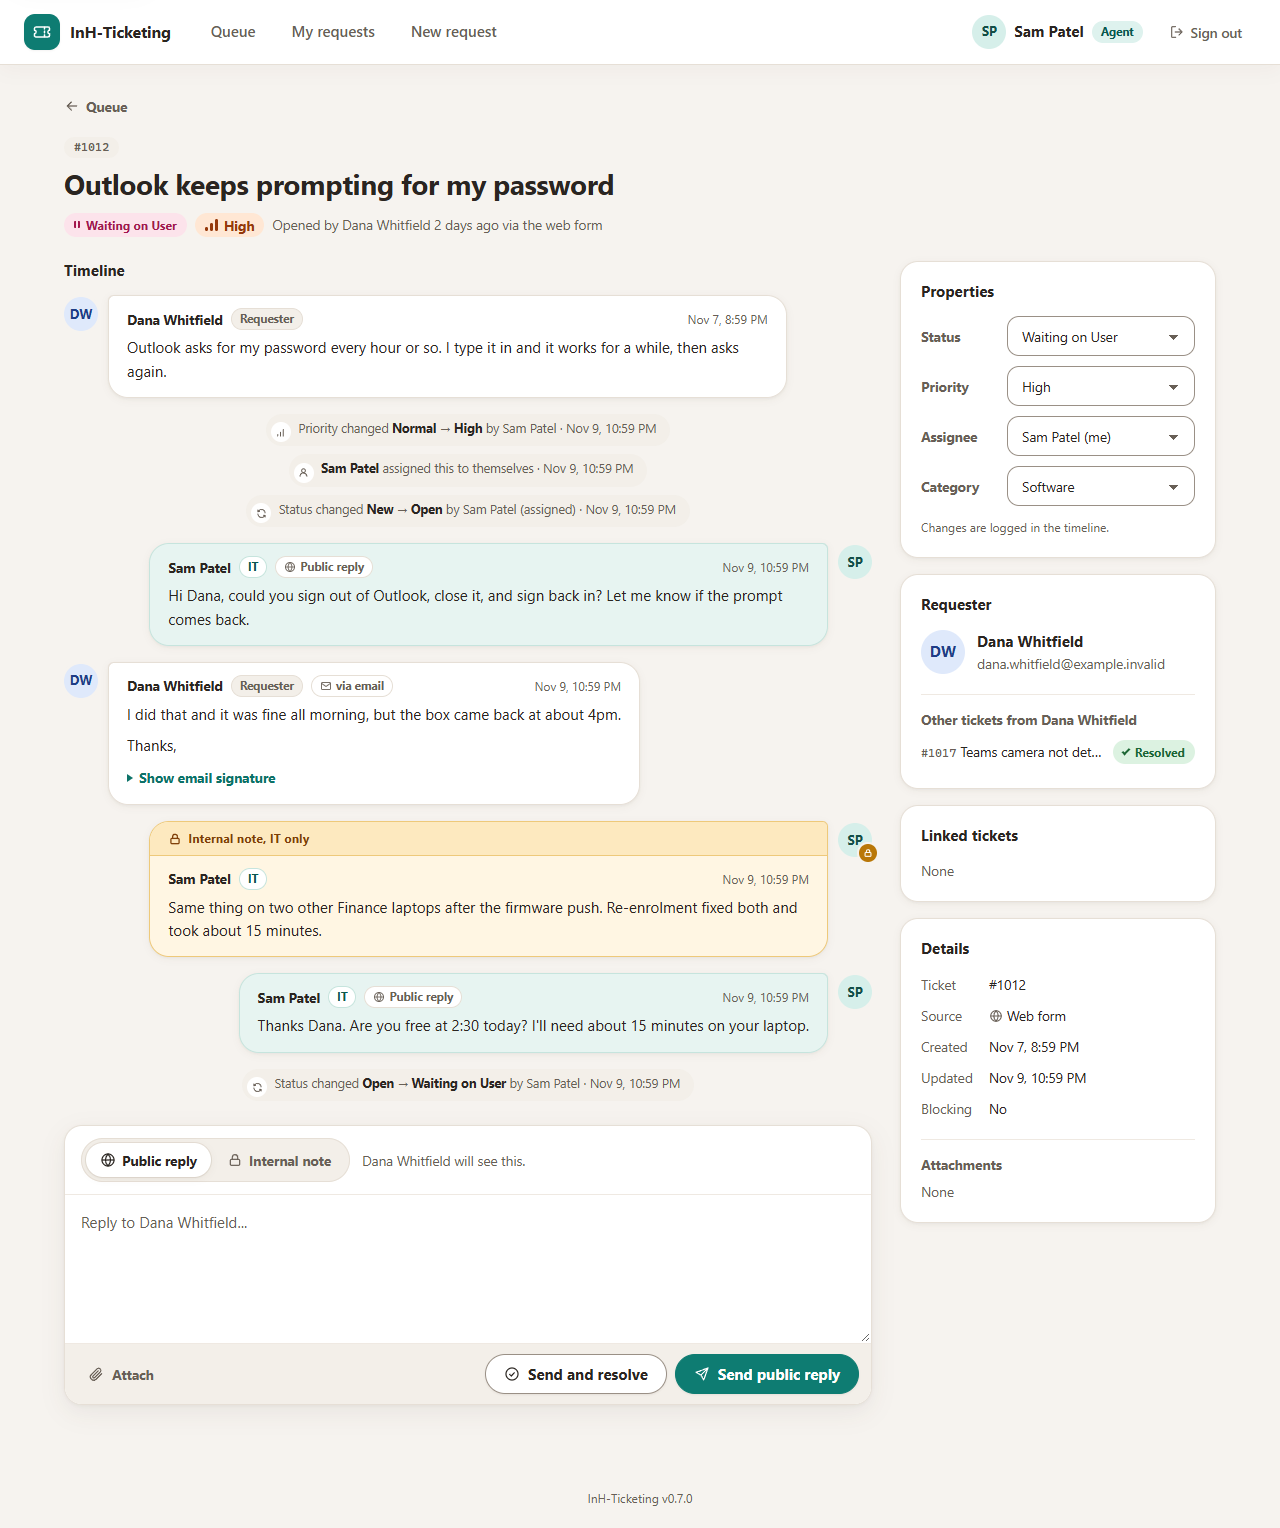 InH-Ticketing
Queue
My requests
New request
SP
Sam Patel
Agent
Sign out
Queue
#1012
Outlook keeps prompting for my password
Waiting on User
High
Opened by Dana Whitfield 2 days ago via the web form
Timeline
DW
Dana Whitfield
Requester
Nov 7, 8:59 PM
Outlook asks for my password every hour or so. I type it in and it works for a while, then asks
again.
Priority changed Normal → High by Sam Patel · Nov 9, 10:59 PM
Sam Patel assigned this to themselves · Nov 9, 10:59 PM
Status changed New → Open by Sam Patel (assigned) · Nov 9, 10:59 PM
Sam Patel
IT
Public reply
Nov 9, 10:59 PM
SP
Hi Dana, could you sign out of Outlook, close it, and sign back in? Let me know if the prompt
comes back.
DW
Dana Whitfield
Requester
via email
Nov 9, 10:59 PM
I did that and it was fine all morning, but the box came back at about 4pm.
Thanks,
Show email signature
Internal note, IT only
SP
Sam Patel
IT
Nov 9, 10:59 PM
Same thing on two other Finance laptops after the firmware push. Re-enrolment fixed both and
took about 15 minutes.
Sam Patel
IT
Public reply
Nov 9, 10:59 PM
SP
Thanks Dana. Are you free at 2:30 today? I'll need about 15 minutes on your laptop.
Status changed Open → Waiting on User by Sam Patel · Nov 9, 10:59 PM
Public reply
Internal note
Dana Whitfield will see this.
Reply to Dana Whitfield...
Attach
Send and resolve
Send public reply
Properties
Status
Waiting on User
Priority
High
Assignee
Sam Patel (me)
Category
Software
Changes are logged in the timeline.
Requester
DW
Dana Whitfield
dana.whitfield@example.invalid
Other tickets from Dana Whitfield
#1017 Teams camera not det...
Resolved
Linked tickets
None
Details
Ticket
#1012
Source
Web form
Created
Nov 7, 8:59 PM
Updated
Nov 9, 10:59 PM
Blocking
No
Attachments
None
InH-Ticketing v0.7.0